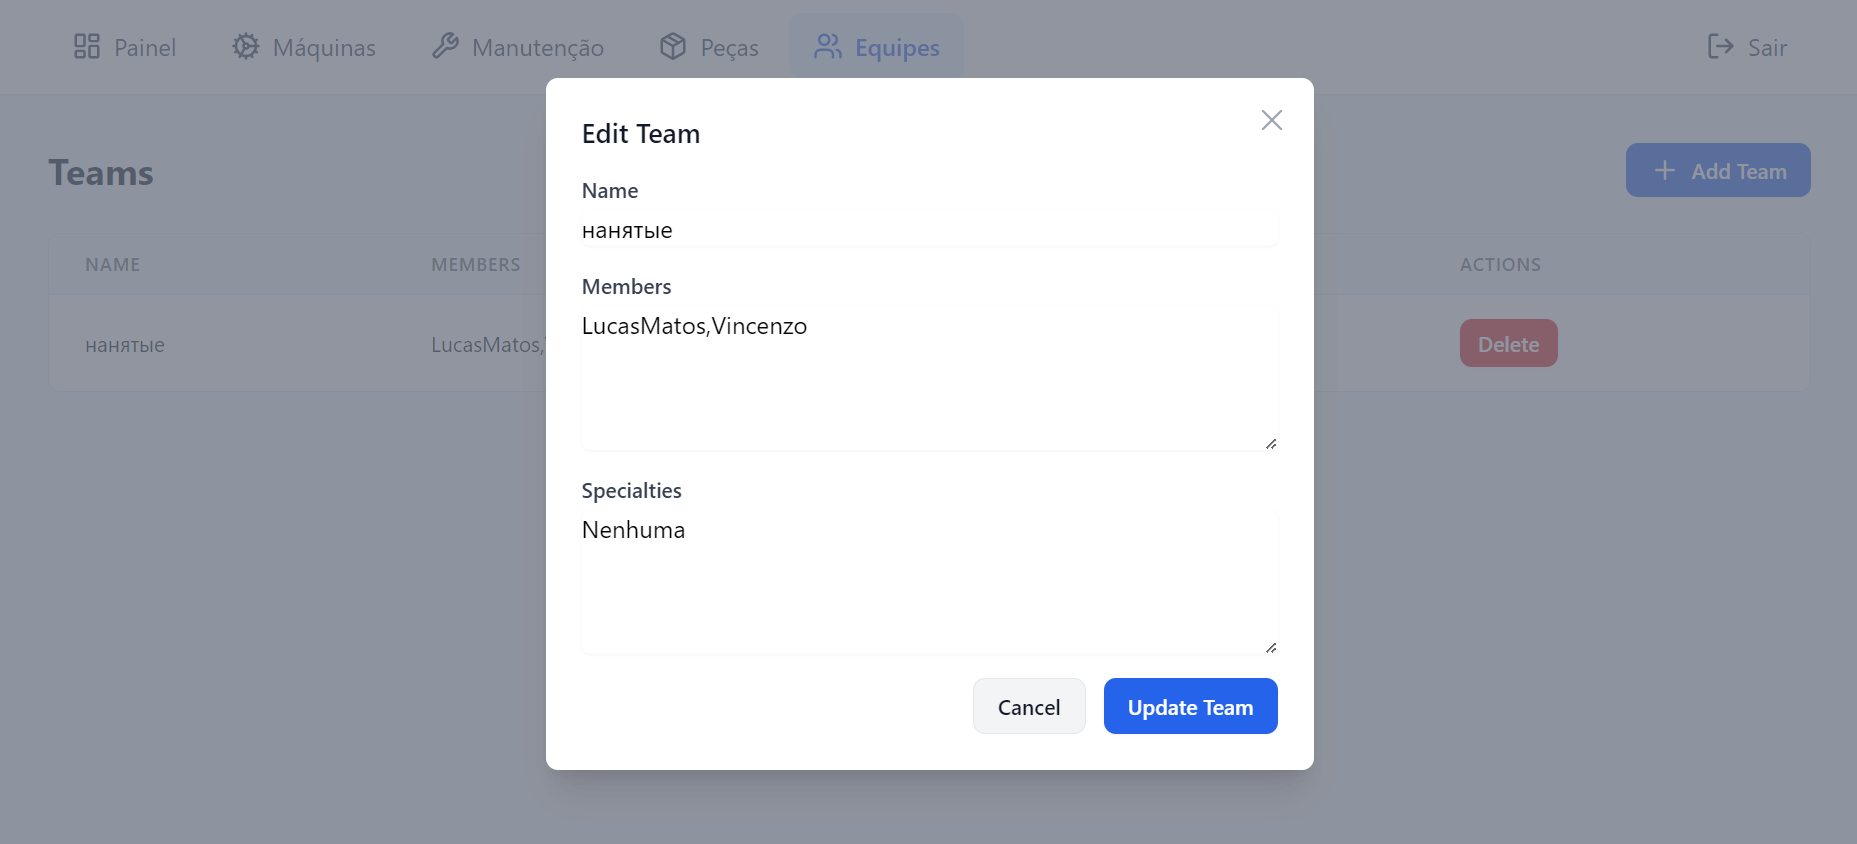 Painel Máquinas Manutenção Peças Equipes Sair
Teams
Add Team
NAME MEMBERS ACTIONS
нанятые LucasMatos, Delete
Edit Team
Name
нанятые
Members
LucasMatos,Vincenzo
Specialties
Nenhuma
Cancel Update Team